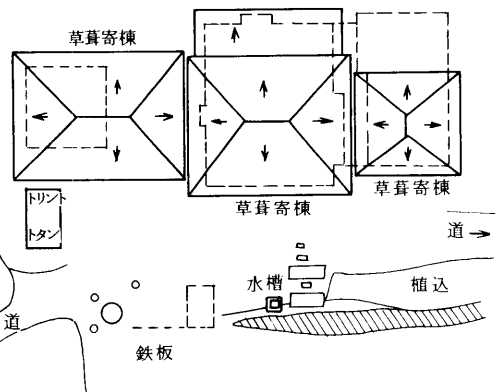 草葺寄棟
草葺寄棟
草葺寄棟
トリント
トタン
道
水槽
植込
道
鉄板